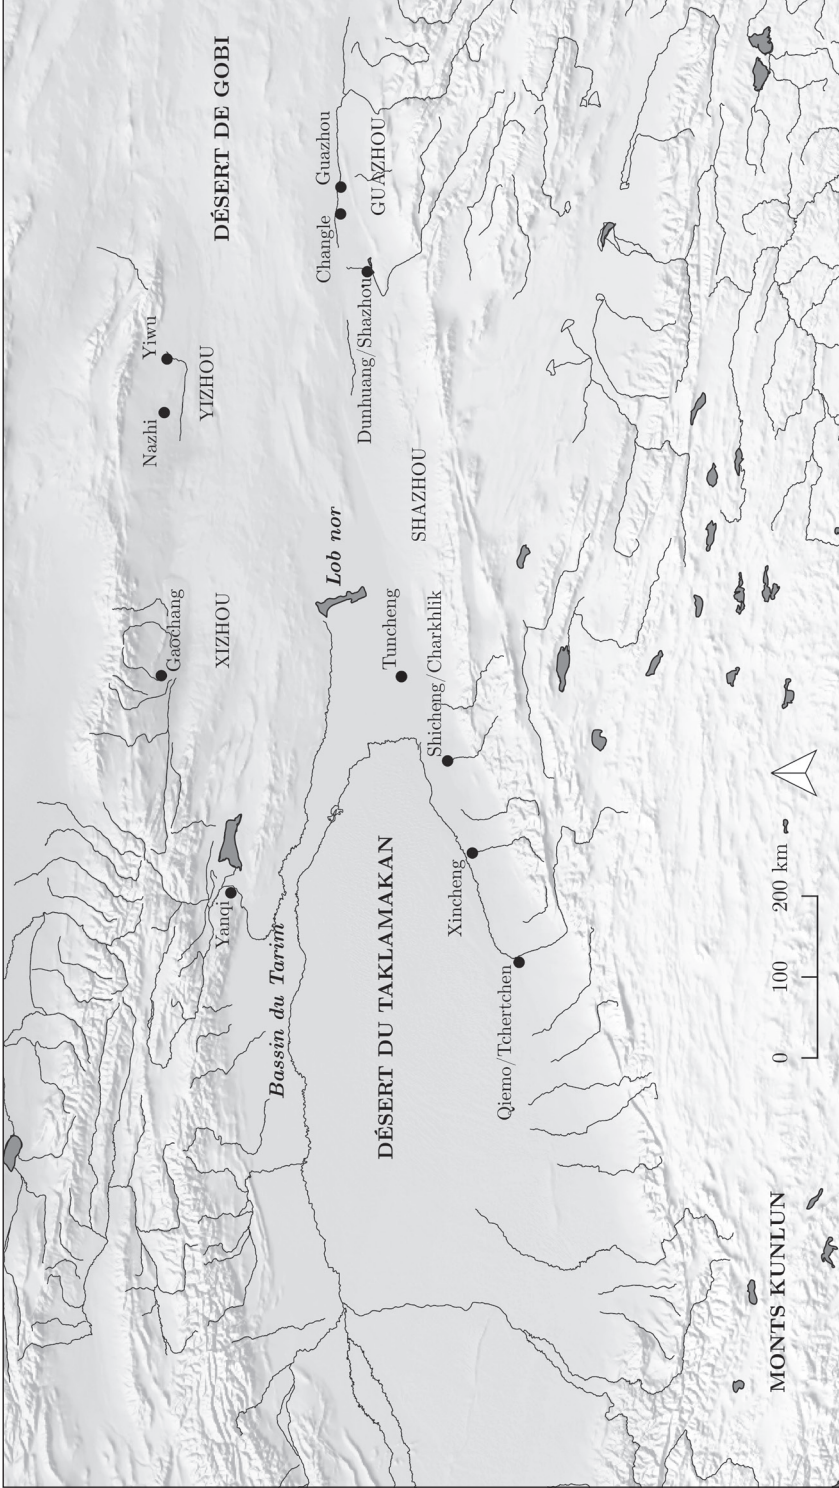 DÉSERT DE GOBI
Yiwu
Nazhi
YIZHOU
Guazhou
Changle
GUAZHOU
Dunhuang/Shazhou
SHAZHOU
Lob nor
Gaochang
XIZHOU
Tuncheng
Shicheng/Charkhlik
Yanqi
Xincheng
Bassin du Tarim
DÉSERT DU TAKLAMAKAN
Qiemo/Tchertchen
MONTS KUNLUN
0 100 200 km